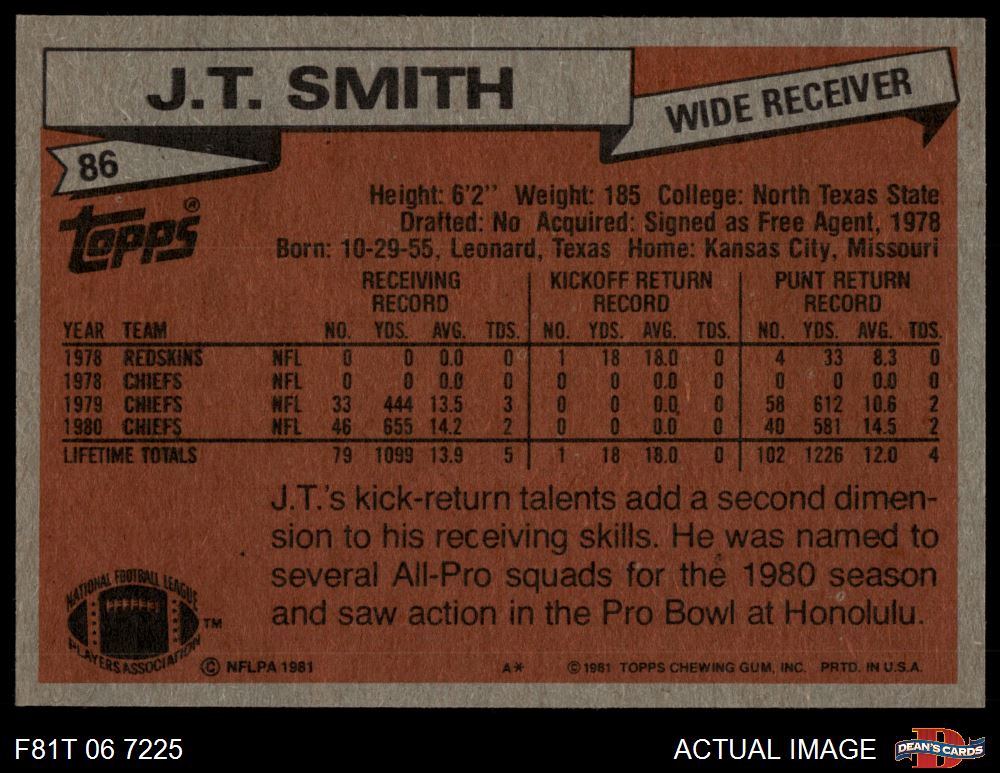 J.T. SMITH
WIDE RECEIVER
86
topps®
Height: 6'2" Weight: 185 College: North Texas State
Drafted: No Acquired: Signed as Free Agent, 1978
Born: 10-29-55, Leonard, Texas Home: Kansas City, Missouri
RECEIVING RECORD KICKOFF RETURN RECORD PUNT RETURN RECORD
YEAR TEAM NO. YDS. AVG. TDS. NO. YDS. AVG. TDS. NO. YDS. AVG. TDS.
1978 REDSKINS NFL 0 0 0.0 0 1 18 18.0 0 4 33 8.3 0
1978 CHIEFS NFL 0 0 0.0 0 0 0 0.0 0 0 0 0.0 0
1979 CHIEFS NFL 33 444 13.5 3 0 0 0.0 0 58 612 10.6 2
1980 CHIEFS NFL 46 655 14.2 2 0 0 0.0 0 40 581 14.5 2
LIFETIME TOTALS 79 1099 13.9 5 1 18 18.0 0 102 1226 12.0 4
J.T.'s kick-return talents add a second dimen-
sion to his receiving skills. He was named to
several All-Pro squads for the 1980 season
and saw action in the Pro Bowl at Honolulu.
NATIONAL FOOTBALL LEAGUE
PLAYERS ASSOCIATION TM
© NFLPA 1981 A* © 1981 TOPPS CHEWING GUM, INC. PRTD. IN U.S.A.
F81T 06 7225 ACTUAL IMAGE D DEAN'S CARDS